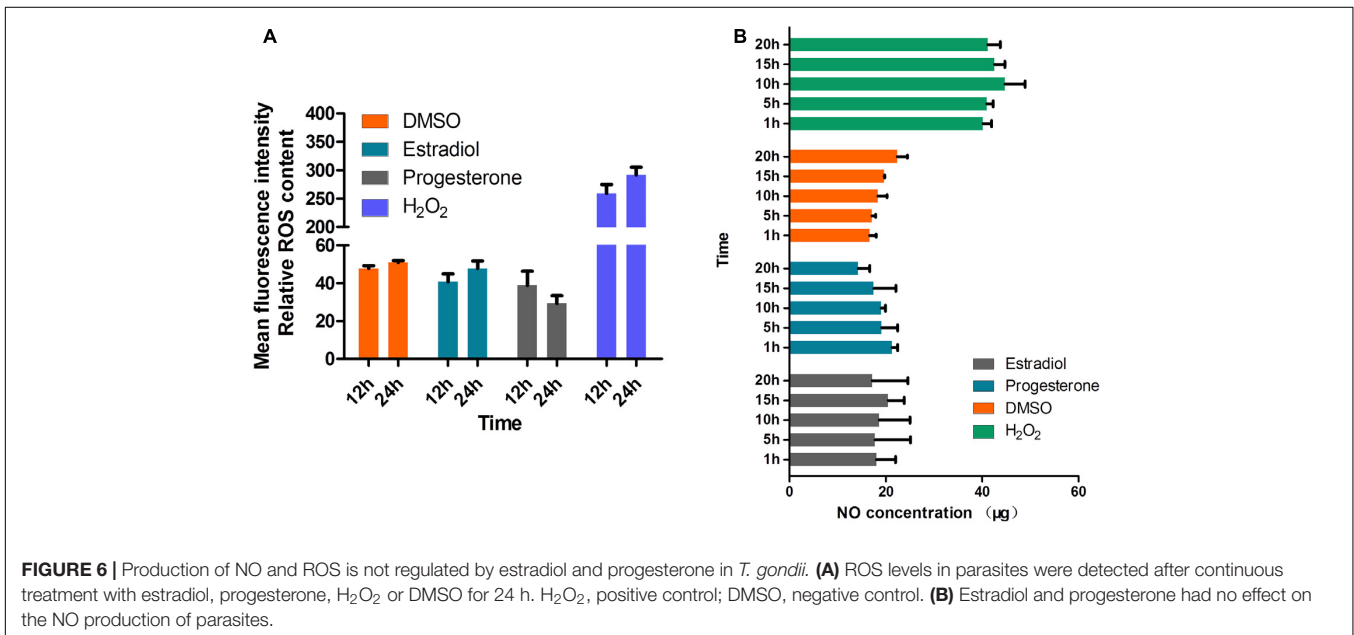 A
Mean fluorescence intensity
Relative ROS content
400
350
300
250
200
60
40
20
0
DMSO
Estradiol
Progesterone
H₂O₂
12h
24h
12h
24h
12h
24h
12h
24h
Time
B
Time
20h
15h
10h
5h
1h
20h
15h
10h
5h
1h
20h
15h
10h
5h
1h
20h
15h
10h
5h
1h
Estradiol
Progesterone
DMSO
H₂O₂
0
20
40
60
NO concentration （μg）
FIGURE 6 | Production of NO and ROS is not regulated by estradiol and progesterone in T. gondii. (A) ROS levels in parasites were detected after continuous
treatment with estradiol, progesterone, H₂O₂ or DMSO for 24 h. H₂O₂, positive control; DMSO, negative control. (B) Estradiol and progesterone had no effect on
the NO production of parasites.